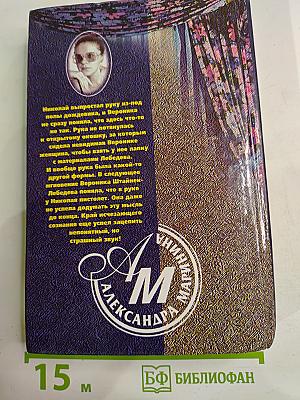 Николай выпростал руку из-под
полы дождевика, и Вероника
не сразу поняла, что здесь что-то
не так. Рука не потянулась
к открытому окошку, за которым
сидела невидимая Веронике
женщина, чтобы взять у нее папку
с материалами Лебедева.
И вообще рука была какой-то
другой формы. В следующее
мгновение Вероника Штайнек-
Лебедева поняла, что в руке
у Николая пистолет. Она даже
не успела додумать эту мысль
до конца. Край исчезающего
сознания еще успел зацепить
непонятный, но
страшный звук!
АМ
АЛЕКСАНДРА МАРИНИНА
15 м
БФ БИБЛИОФАН